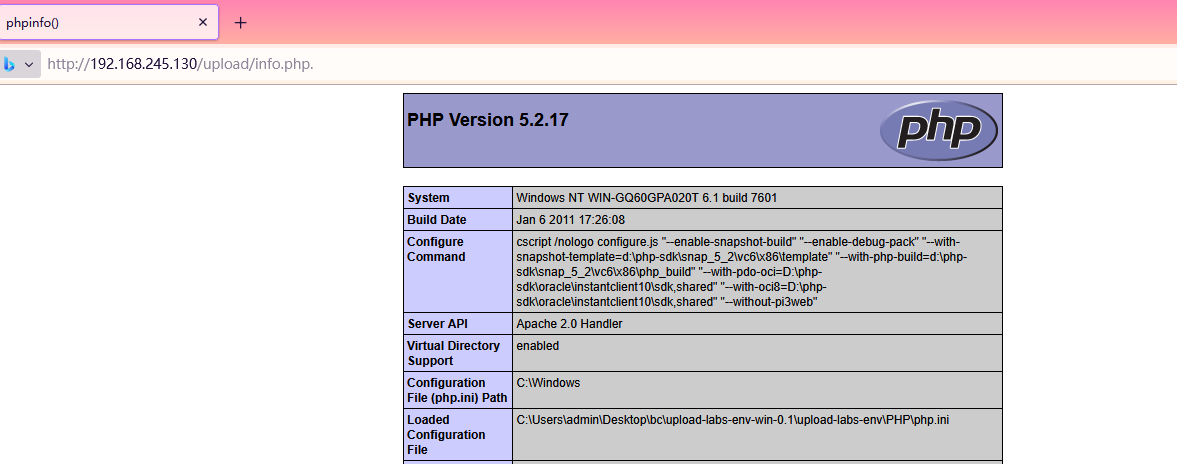 phpinfo()
http://192.168.245.130/upload/info.php.
PHP Version 5.2.17
php
System
Windows NT WIN-GQ60GPA020T 6.1 build 7601
Build Date
Jan 6 2011 17:26:08
Configure
Command
cscript /nologo configure.js "--enable-snapshot-build" "--enable-debug-pack" "--with-
snapshot-template=d:\php-sdk\snap_5_2\vc6\x86\template" "--with-php-build=d:\php-
sdk\snap_5_2\vc6\x86\php_build" "--with-pdo-oci=D:\php-
sdk\oracle\instantclient10\sdk,shared" "--with-oci8=D:\php-
sdk\oracle\instantclient10\sdk,shared" "--without-pi3web"
Server API
Apache 2.0 Handler
Virtual Directory
Support
enabled
Configuration
File (php.ini) Path
C:\Windows
Loaded
Configuration
File
C:\Users\admin\Desktop\bc\upload-labs-env-win-0.1\upload-labs-env\PHP\php.ini